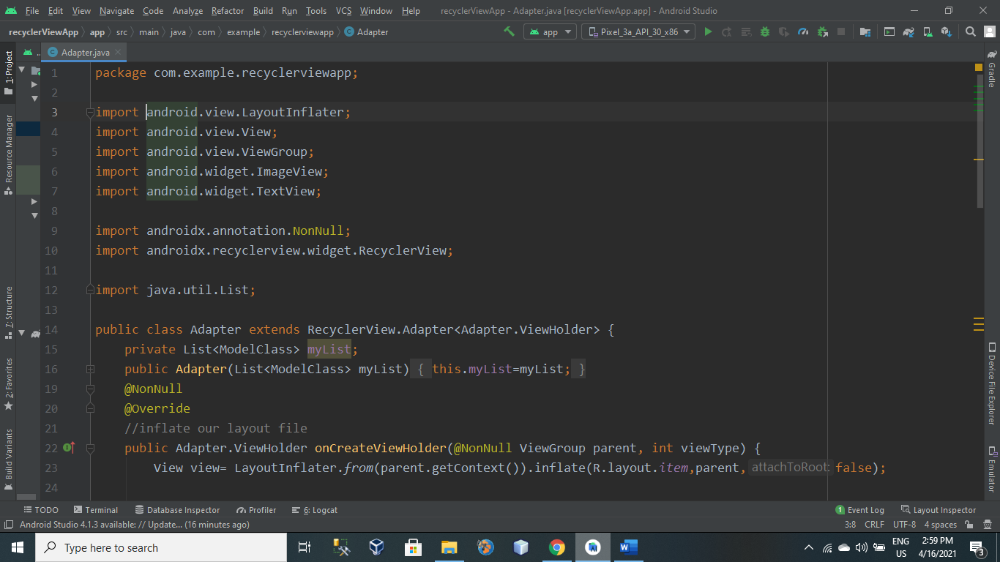 File Edit View Navigate Code Analyze Refactor Build Run Tools VCS Window Help recyclerViewApp - Adapter.java [recyclerViewApp.app] - Android Studio
recyclerViewApp app src main java com example recyclerviewapp Adapter app Pixel_3a_API_30_x86
1: Project
Resource Manager
7: Structure
2: Favorites
Build Variants
.. Adapter.java
1 package com.example.recyclerviewapp;
2
3 import android.view.LayoutInflater;
4 import android.view.View;
5 import android.view.ViewGroup;
6 import android.widget.ImageView;
7 import android.widget.TextView;
8
9 import androidx.annotation.NonNull;
10 import androidx.recyclerview.widget.RecyclerView;
11
12 import java.util.List;
13
14 public class Adapter extends RecyclerView.Adapter<Adapter.ViewHolder> {
15 private List<ModelClass> myList;
16 public Adapter(List<ModelClass> myList) { this.myList=myList; }
19 @NonNull
20 @Override
21 //inflate our layout file
22 public Adapter.ViewHolder onCreateViewHolder(@NonNull ViewGroup parent, int viewType) {
23 View view= LayoutInflater.from(parent.getContext()).inflate(R.layout.item,parent, attachToRoot: false);
24
Gradle
Device File Explorer
Emulator
TODO Terminal Database Inspector Profiler 6: Logcat 1 Event Log Layout Inspector
Android Studio 4.1.3 available: // Update... (16 minutes ago) 3:8 CRLF UTF-8 4 spaces
Type here to search
ENG
US
2:59 PM
4/16/2021
3